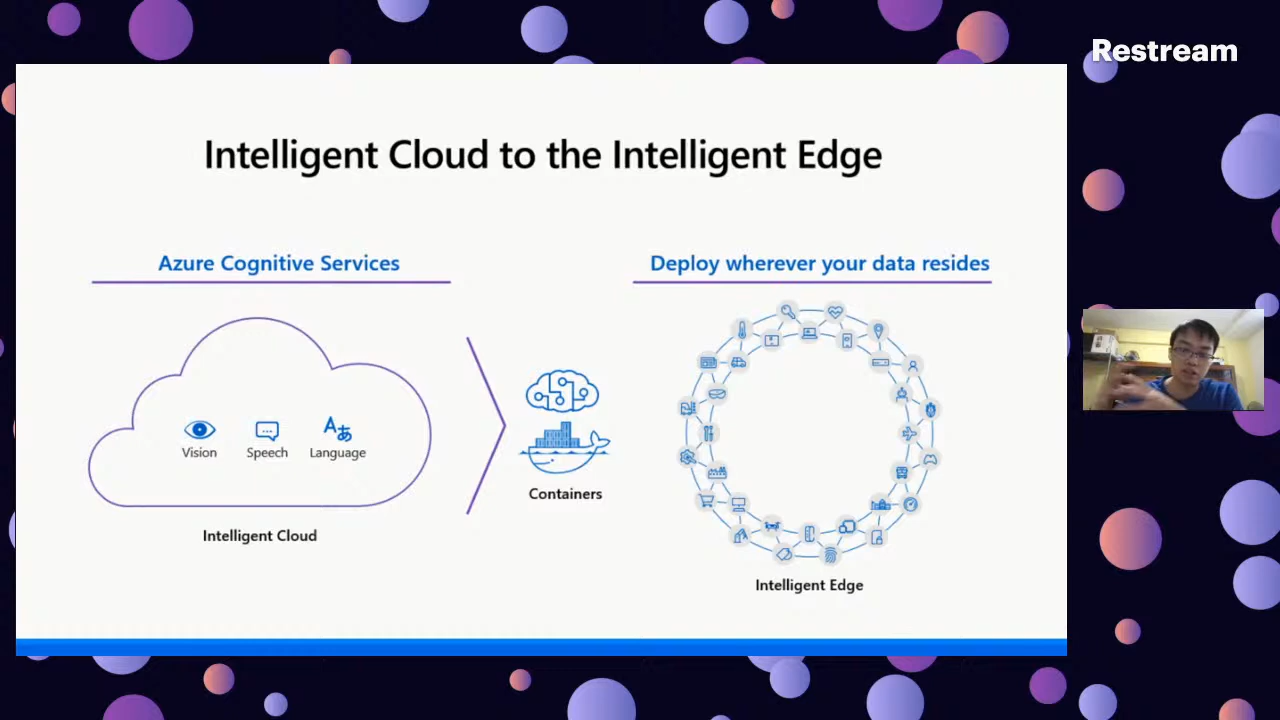 Restream
Intelligent Cloud to the Intelligent Edge
Azure Cognitive Services
Deploy wherever your data resides
Vision
Speech
Language
Containers
Intelligent Cloud
Intelligent Edge